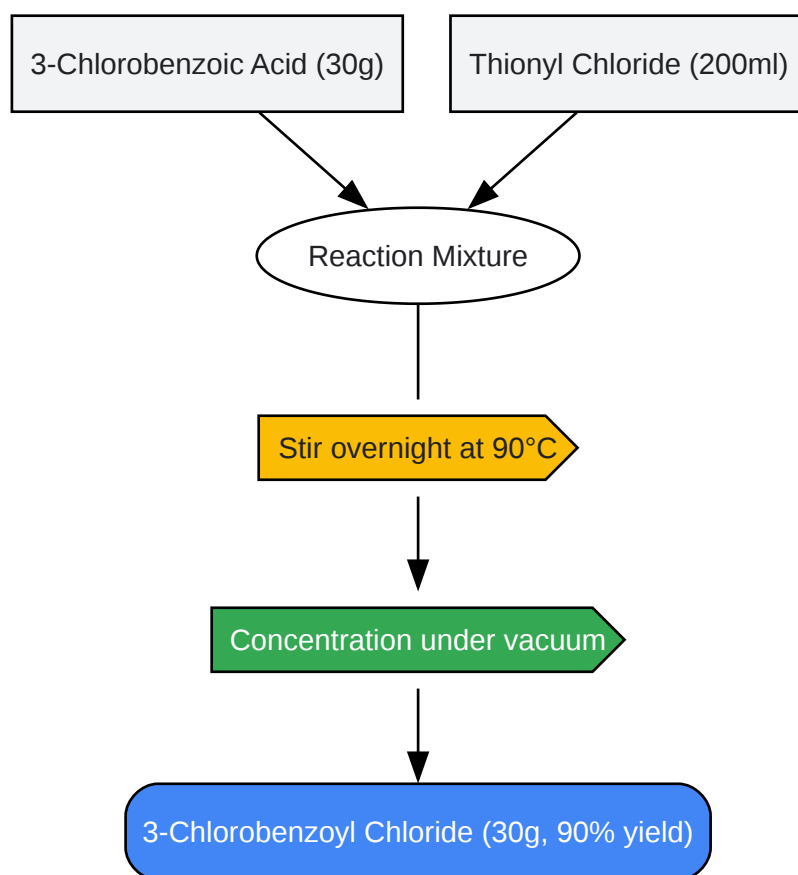 3-Chlorobenzoic Acid (30g)
Thionyl Chloride (200ml)
Reaction Mixture
Stir overnight at 90°C
Concentration under vacuum
3-Chlorobenzoyl Chloride (30g, 90% yield)